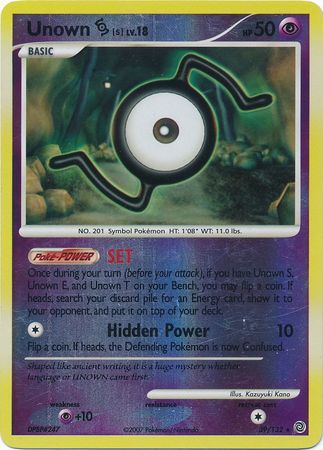 Unown [S] LV.18 HP 50
BASIC
NO. 201 Symbol Pokémon HT: 1'08" WT: 11.0 lbs.
Poké-POWER SET
Once during your turn (before your attack), if you have Unown S,
Unown E, and Unown T on your Bench, you may flip a coin. If
heads, search your discard pile for an Energy card, show it to
your opponent, and put it on top of your deck.
Hidden Power 10
Flip a coin. If heads, the Defending Pokémon is now Confused.
Shaped like ancient writing, it is a huge mystery whether
language or UNOWN came first.
Illus. Kazuyuki Kano
weakness resistance retreat cost
+10
DPBP#247 ©2007 Pokémon/Nintendo 39/132